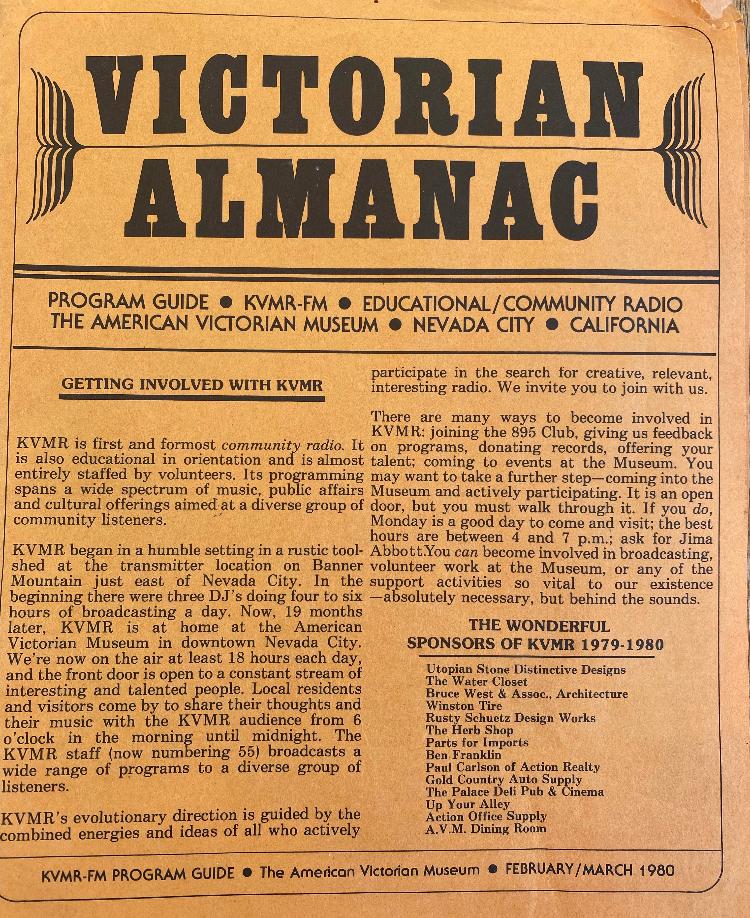 VICTORIAN
ALMANAC
PROGRAM GUIDE ● KVMR-FM ● EDUCATIONAL/COMMUNITY RADIO
THE AMERICAN VICTORIAN MUSEUM ● NEVADA CITY ● CALIFORNIA
GETTING INVOLVED WITH KVMR
KVMR is first and formost community radio. It
is also educational in orientation and is almost
entirely staffed by volunteers. Its programming
spans a wide spectrum of music, public affairs
and cultural offerings aimed at a diverse group of
community listeners.
KVMR began in a humble setting in a rustic tool-
shed at the transmitter location on Banner
Mountain just east of Nevada City. In the
beginning there were three DJ's doing four to six
hours of broadcasting a day. Now, 19 months
later, KVMR is at home at the American
Victorian Museum in downtown Nevada City.
We're now on the air at least 18 hours each day,
and the front door is open to a constant stream of
interesting and talented people. Local residents
and visitors come by to share their thoughts and
their music with the KVMR audience from 6
o'clock in the morning until midnight. The
KVMR staff (now numbering 55) broadcasts a
wide range of programs to a diverse group of
listeners.
KVMR's evolutionary direction is guided by the
combined energies and ideas of all who actively
participate in the search for creative, relevant,
interesting radio. We invite you to join with us.
There are many ways to become involved in
KVMR: joining the 895 Club, giving us feedback
on programs, donating records, offering your
talent; coming to events at the Museum. You
may want to take a further step—coming into the
Museum and actively participating. It is an open
door, but you must walk through it. If you do,
Monday is a good day to come and visit; the best
hours are between 4 and 7 p.m.; ask for Jima
Abbott.You can become involved in broadcasting,
volunteer work at the Museum, or any of the
support activities so vital to our existence
—absolutely necessary, but behind the sounds.
THE WONDERFUL
SPONSORS OF KVMR 1979-1980
Utopian Stone Distinctive Designs
The Water Closet
Bruce West & Assoc., Architecture
Winston Tire
Rusty Schuetz Design Works
The Herb Shop
Parts for Imports
Ben Franklin
Paul Carlson of Action Realty
Gold Country Auto Supply
The Palace Deli Pub & Cinema
Up Your Alley
Action Office Supply
A.V.M. Dining Room
KVMR-FM PROGRAM GUIDE ● The American Victorian Museum ● FEBRUARY/MARCH 1980